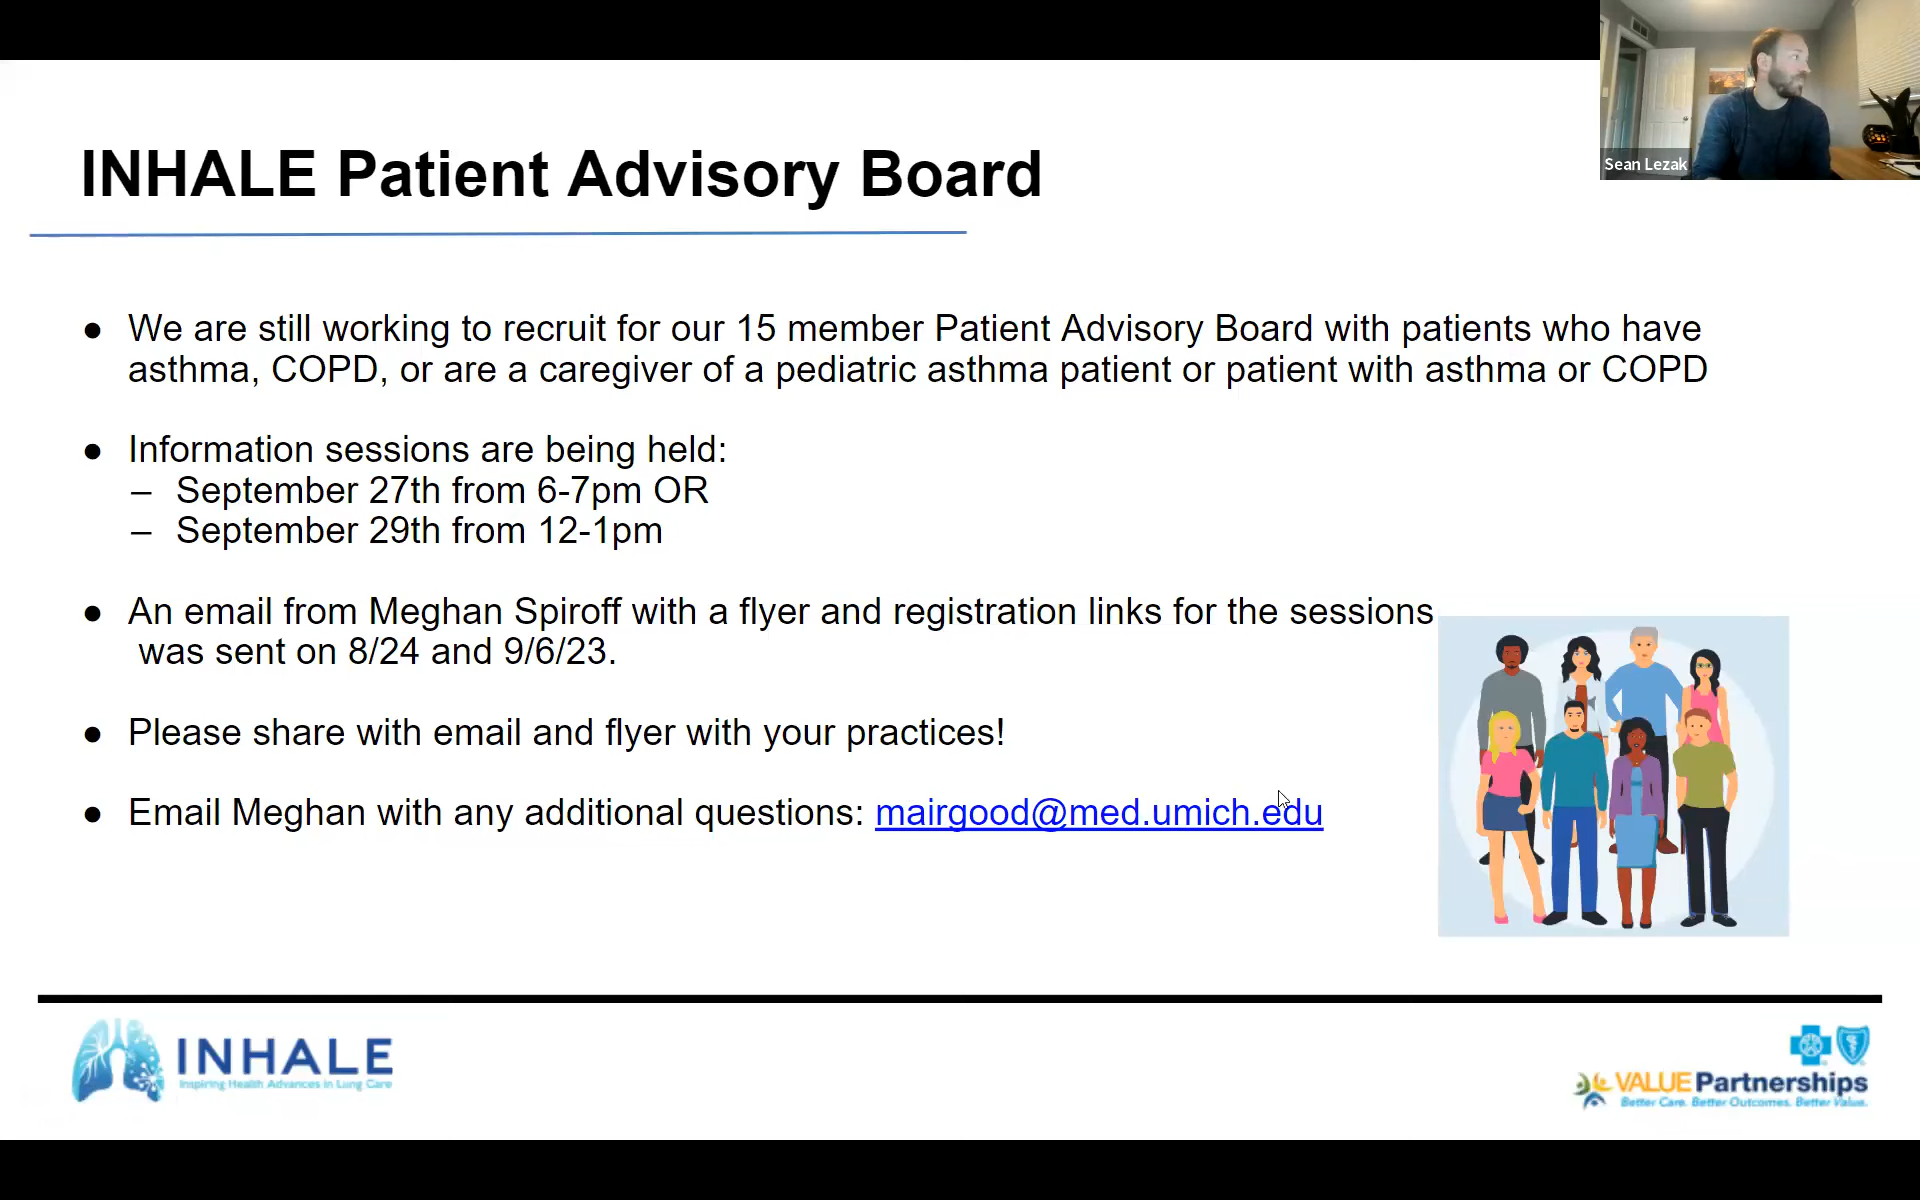 Sean Lezak
INHALE Patient Advisory Board
● We are still working to recruit for our 15 member Patient Advisory Board with patients who have
asthma, COPD, or are a caregiver of a pediatric asthma patient or patient with asthma or COPD
● Information sessions are being held:
– September 27th from 6-7pm OR
– September 29th from 12-1pm
● An email from Meghan Spiroff with a flyer and registration links for the sessions
was sent on 8/24 and 9/6/23.
● Please share with email and flyer with your practices!
● Email Meghan with any additional questions: mairgood@med.umich.edu
INHALE
Inspiring Health Advances in Lung Care
VALUE Partnerships
Better Care. Better Outcomes. Better Value.